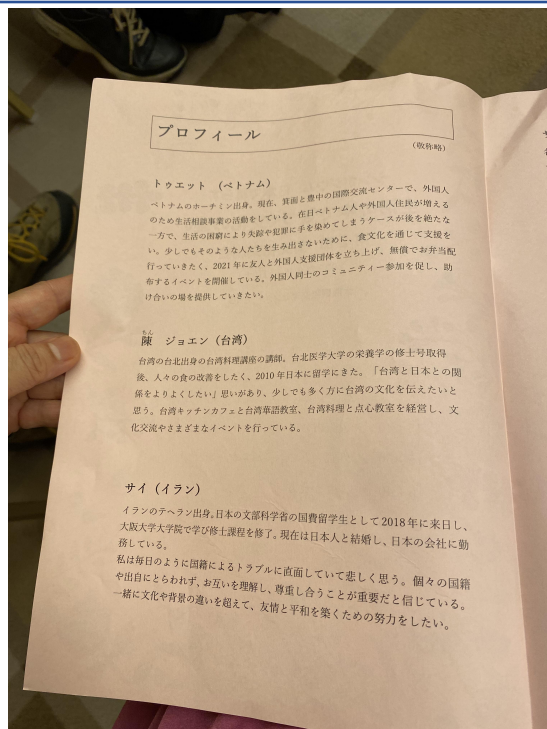 プロフィール
(敬称略)
トゥエット (ベトナム)
ベトナムのホーチミン出身。現在、箕面と豊中の国際交流センターで、外国人
のため生活相談事業の活動をしている。在日ベトナム人や外国人住民が増える
一方で、生活の困窮により失踪や犯罪に手を染めてしまうケースが後を絶たな
い。少しでもそのような人たちを生み出さないために、食文化を通じて支援を
行っていきたく、2021年に友人と外国人支援団体を立ち上げ、無償でお弁当配
布するイベントを開催している。外国人同士のコミュニティー参加を促し、助
け合いの場を提供していきたい。
ちん
陳 ジョエン(台湾)
台湾の台北出身の台湾料理講座の講師。台北医学大学の栄養学の修士号取得
後、人々の食の改善をしたく、2010年日本に留学にきた。「台湾と日本との関
係をよりよくしたい」思いがあり、少しでも多く方に台湾の文化を伝えたいと
思う。台湾キッチンカフェと台湾華語教室、台湾料理と点心教室を経営し、文
化交流やさまざまなイベントを行っている。
サイ(イラン)
イランのテヘラン出身。日本の文部科学省の国費留学生として2018年に来日し、
大阪大学大学院で学び修士課程を修了。現在は日本人と結婚し、日本の会社に勤
務している。
私は毎日のように国籍によるトラブルに直面していて悲しく思う。個々の国籍
や出自にとらわれず、お互いを理解し、尊重し合うことが重要だと信じている。
一緒に文化や背景の違いを超えて、友情と平和を築くための努力をしたい。